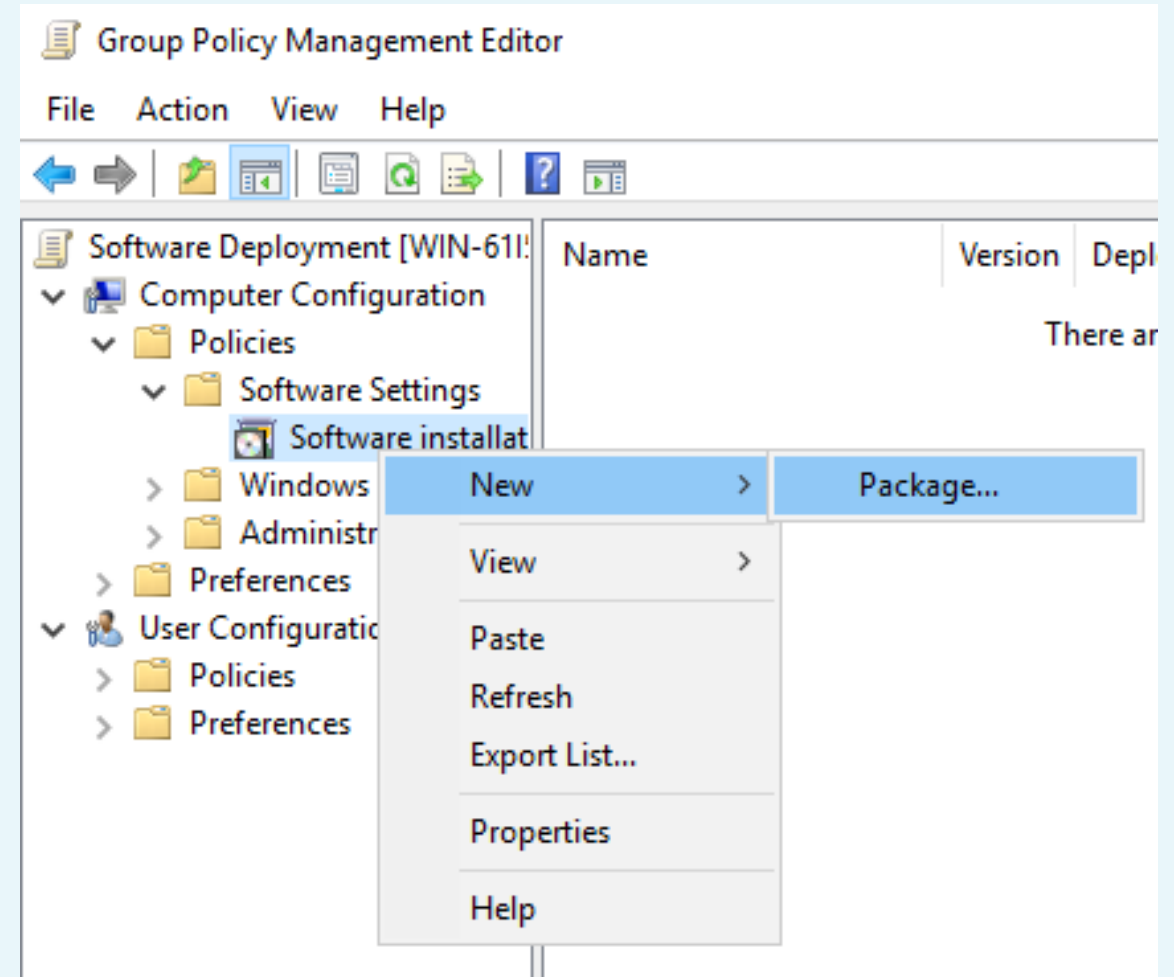 Group Policy Management Editor
File Action View Help
Software Deployment [WIN-61I
Name Version Depl
Computer Configuration
There ar
Policies
Software Settings
Software installat
Windows
New
Package...
Administr
View
Preferences
User Configuratic
Paste
Policies
Refresh
Preferences
Export List...
Properties
Help